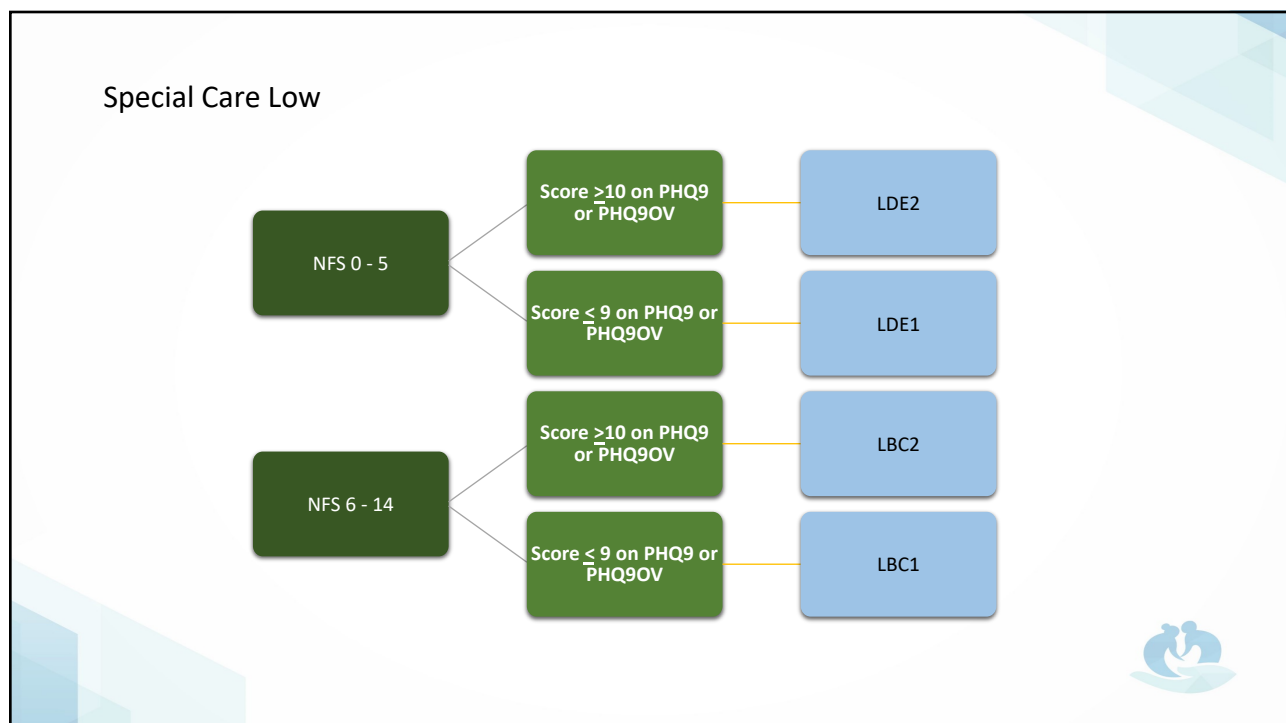 Special Care Low
NFS 0 - 5
Score ≥10 on PHQ9
or PHQ9OV
LDE2
Score ≤ 9 on PHQ9 or
PHQ9OV
LDE1
NFS 6 - 14
Score ≥10 on PHQ9
or PHQ9OV
LBC2
Score ≤ 9 on PHQ9 or
PHQ9OV
LBC1